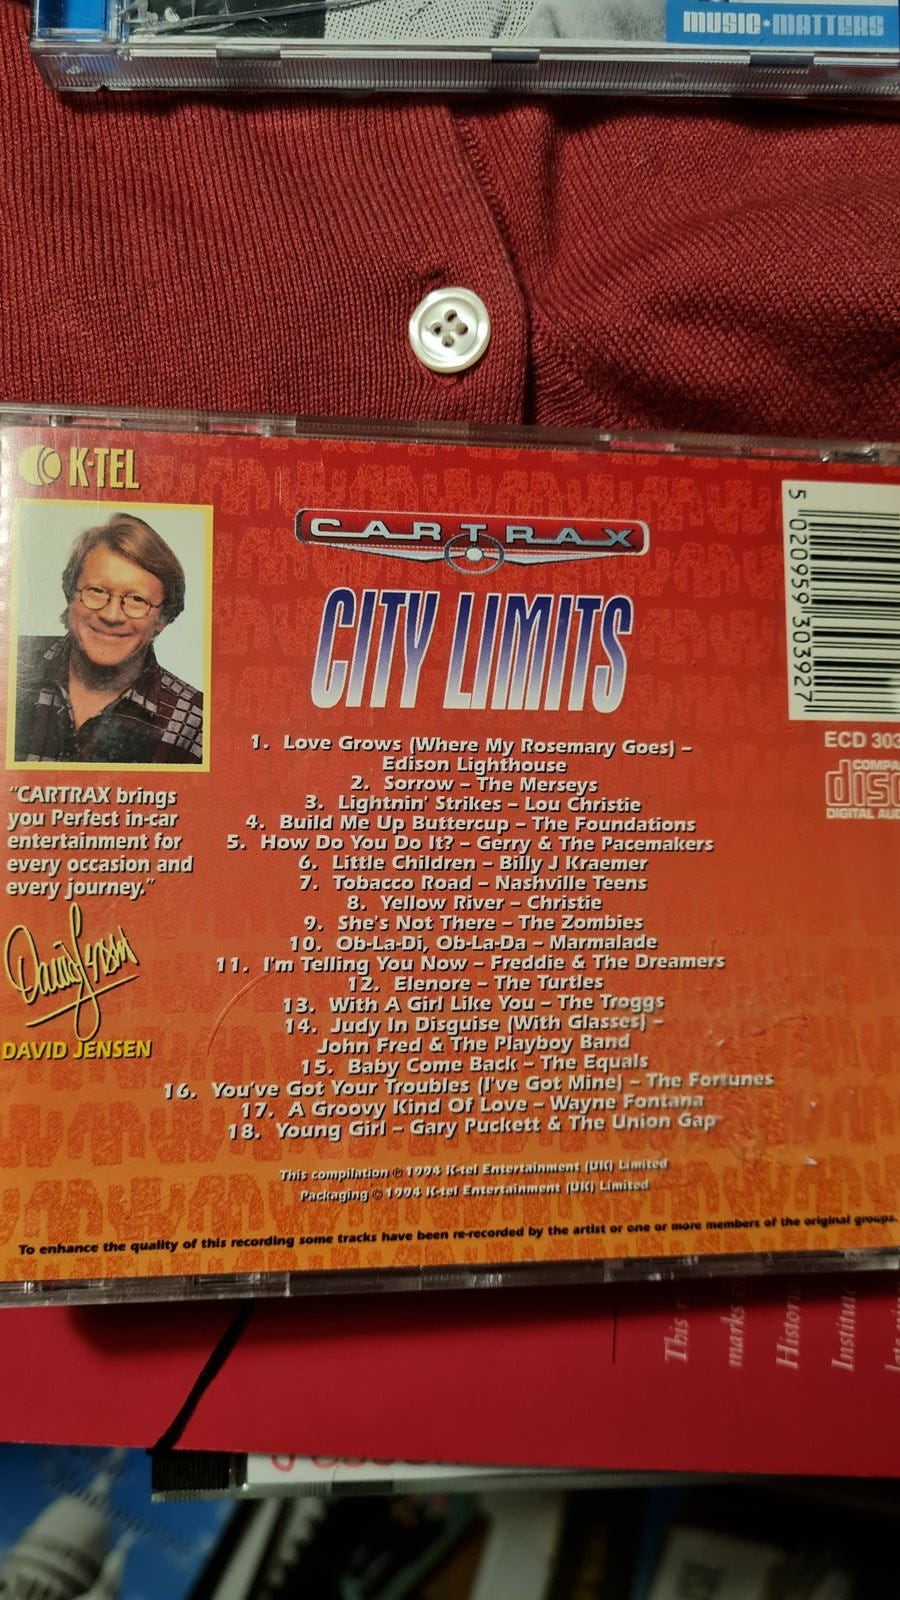 MUSIC★MATTERS
K-TEL
CARTRAX
CITY LIMITS
5 020959 303927
ECD 303
COMPA
disc
DIGITAL AU
1. Love Grows (Where My Rosemary Goes) –
Edison Lighthouse
2. Sorrow – The Merseys
3. Lightnin' Strikes – Lou Christie
4. Build Me Up Buttercup – The Foundations
5. How Do You Do It? – Gerry & The Pacemakers
6. Little Children – Billy J Kraemer
7. Tobacco Road – Nashville Teens
8. Yellow River – Christie
9. She's Not There – The Zombies
10. Ob-La-Di, Ob-La-Da – Marmalade
11. I'm Telling You Now – Freddie & The Dreamers
12. Elenore – The Turtles
13. With A Girl Like You – The Troggs
14. Judy In Disguise (With Glasses) –
John Fred & The Playboy Band
15. Baby Come Back – The Equals
16. You've Got Your Troubles (I've Got Mine) – The Fortunes
17. A Groovy Kind Of Love – Wayne Fontana
18. Young Girl – Gary Puckett & The Union Gap
"CARTRAX brings
you Perfect in-car
entertainment for
every occasion and
every journey."
David Jensen
DAVID JENSEN
This compilation ℗ 1994 K-tel Entertainment (UK) Limited
Packaging © 1994 K-tel Entertainment (UK) Limited
To enhance the quality of this recording some tracks have been re-recorded by the artist or one or more members of the original groups.
This
marks
Histori
Institut